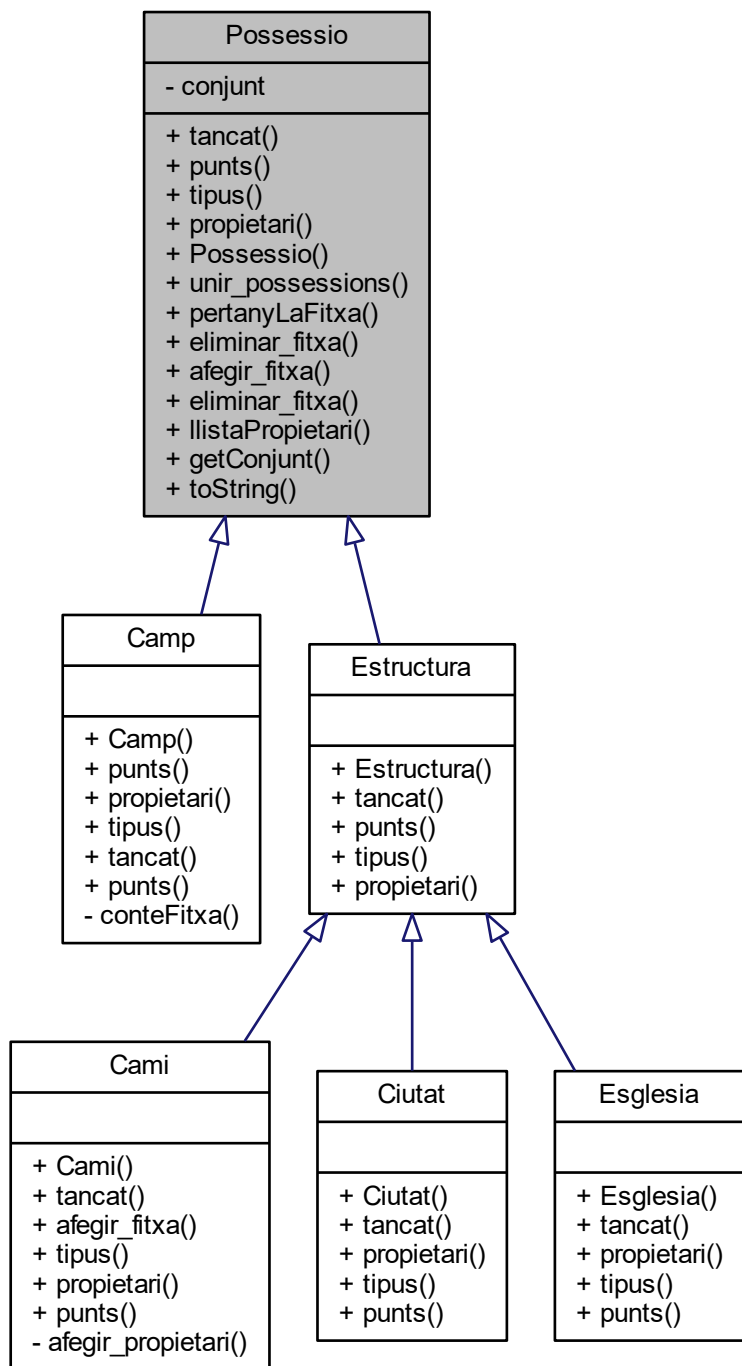 Possessio
- conjunt
+ tancat()
+ punts()
+ tipus()
+ propietari()
+ Possessio()
+ unir_possessions()
+ pertanyLaFitxa()
+ eliminar_fitxa()
+ afegir_fitxa()
+ eliminar_fitxa()
+ llistaPropietari()
+ getConjunt()
+ toString()
Camp
+ Camp()
+ punts()
+ propietari()
+ tipus()
+ tancat()
+ punts()
- conteFitxa()
Estructura
+ Estructura()
+ tancat()
+ punts()
+ tipus()
+ propietari()
Cami
+ Cami()
+ tancat()
+ afegir_fitxa()
+ tipus()
+ propietari()
+ punts()
- afegir_propietari()
Ciutat
+ Ciutat()
+ tancat()
+ propietari()
+ tipus()
+ punts()
Esglesia
+ Esglesia()
+ tancat()
+ propietari()
+ tipus()
+ punts()